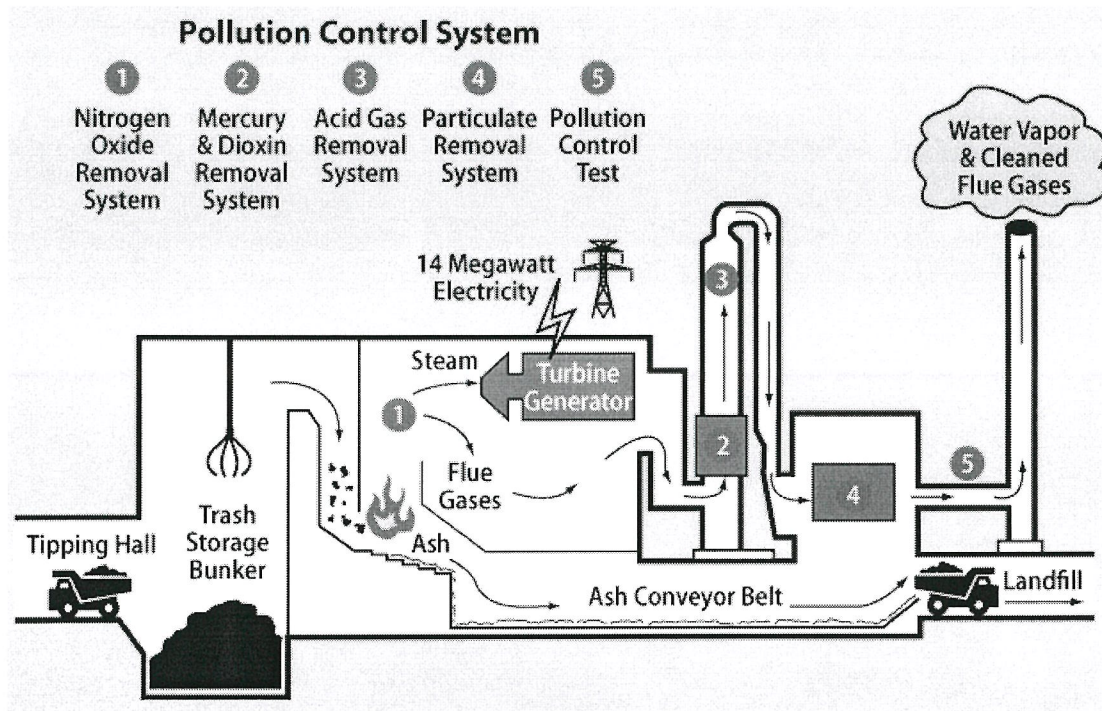 Pollution Control System
1
Nitrogen
Oxide
Removal
System
2
Mercury
& Dioxin
Removal
System
3
Acid Gas
Removal
System
4
Particulate
Removal
System
5
Pollution
Control
Test
Water Vapor
& Cleaned
Flue Gases
14 Megawatt
Electricity
3
Steam
Turbine
Generator
1
2
Flue
Gases
5
4
Trash
Storage
Bunker
Tipping Hall
Ash
Ash Conveyor Belt
Landfill